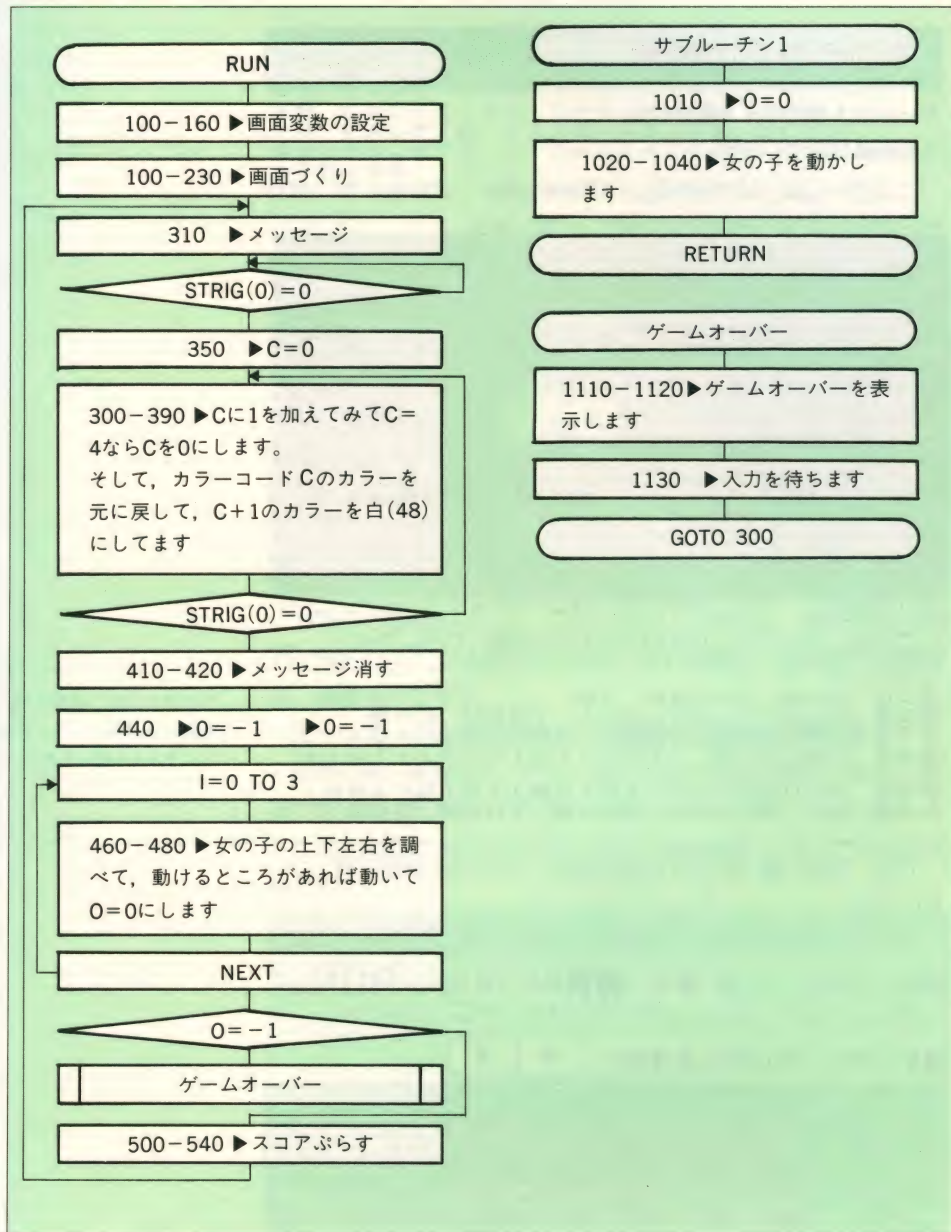 RUN
100-160 ▶画面変数の設定
100-230 ▶画面づくり
310 ▶メッセージ
STRIG(0)=0
350 ▶C=0
300-390 ▶Cに1を加えてみてC=
4ならCを0にします。
そして，カラーコードCのカラーを
元に戻して，C+1のカラーを白(48)
にしてます
STRIG(0)=0
410-420 ▶メッセージ消す
440 ▶O=-1 ▶O=-1
I=0 TO 3
460-480 ▶女の子の上下左右を調
べて，動けるところがあれば動いて
O=0にします
NEXT
O=-1
ゲームオーバー
500-540 ▶スコアぷらす
サブルーチン1
1010 ▶O=0
1020-1040▶女の子を動かし
ます
RETURN
ゲームオーバー
1110-1120▶ゲームオーバーを表
示します
1130 ▶入力を待ちます
GOTO 300